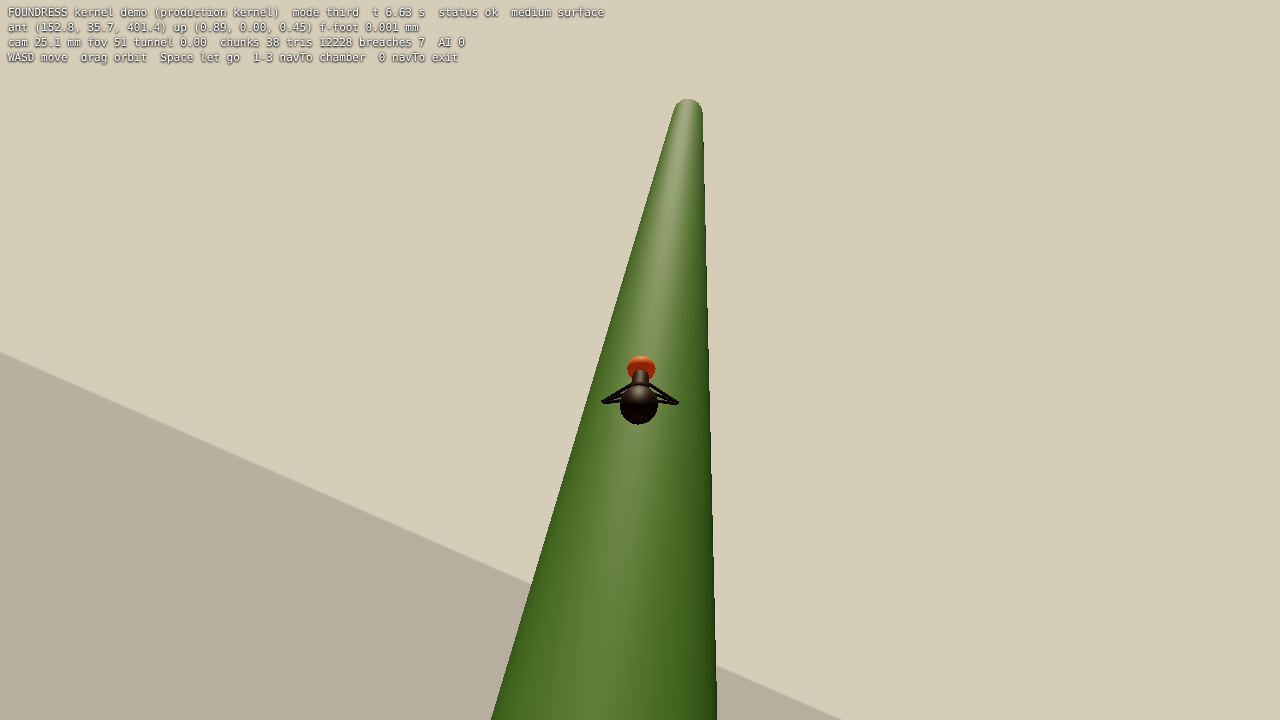 FOUNDRESS kernel demo (production kernel)  mode third  t 6.63 s  status ok  medium surface
ant (152.8, 35.7, 401.4) up (0.89, 0.00, 0.45) f-foot 0.001 mm
cam 25.1 mm fov 51 tunnel 0.00  chunks 38 tris 12228 breaches 7  AI 0
WASD move  drag orbit  Space let go  1-3 navTo chamber  0 navTo exit